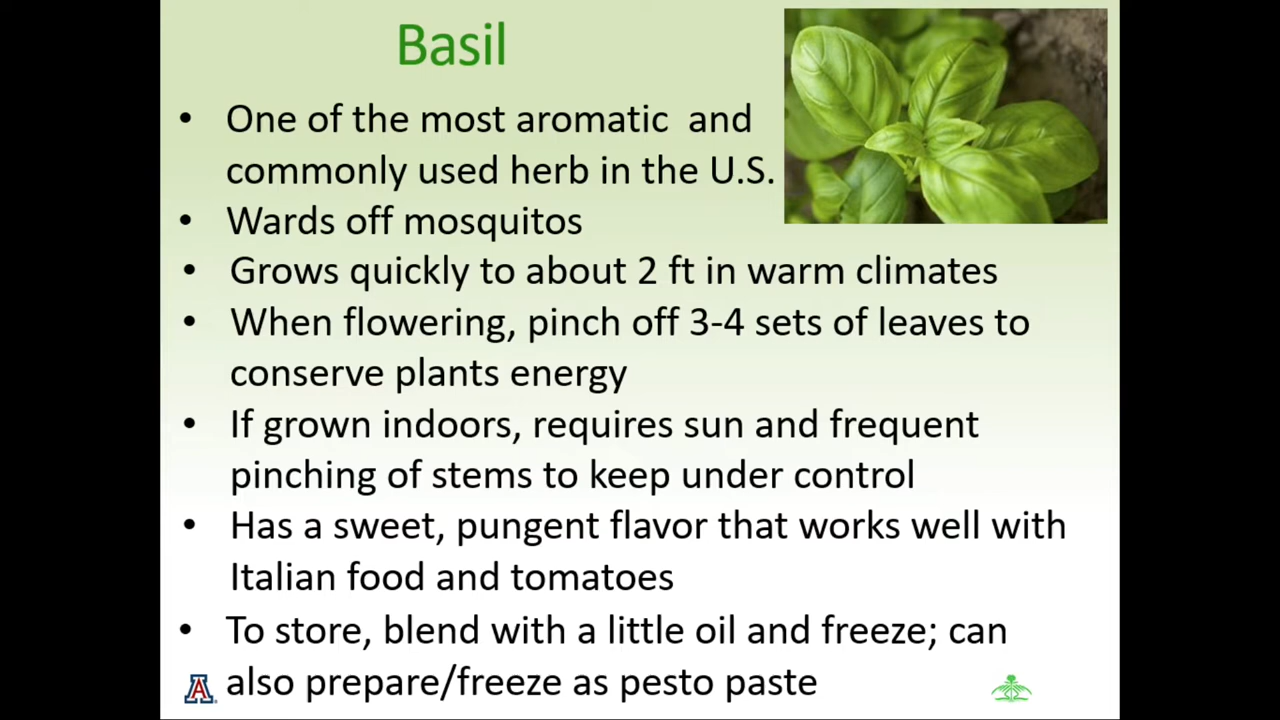 Basil
• One of the most aromatic  and
commonly used herb in the U.S.
• Wards off mosquitos
• Grows quickly to about 2 ft in warm climates
• When flowering, pinch off 3-4 sets of leaves to
conserve plants energy
• If grown indoors, requires sun and frequent
pinching of stems to keep under control
• Has a sweet, pungent flavor that works well with
Italian food and tomatoes
• To store, blend with a little oil and freeze; can
A also prepare/freeze as pesto paste